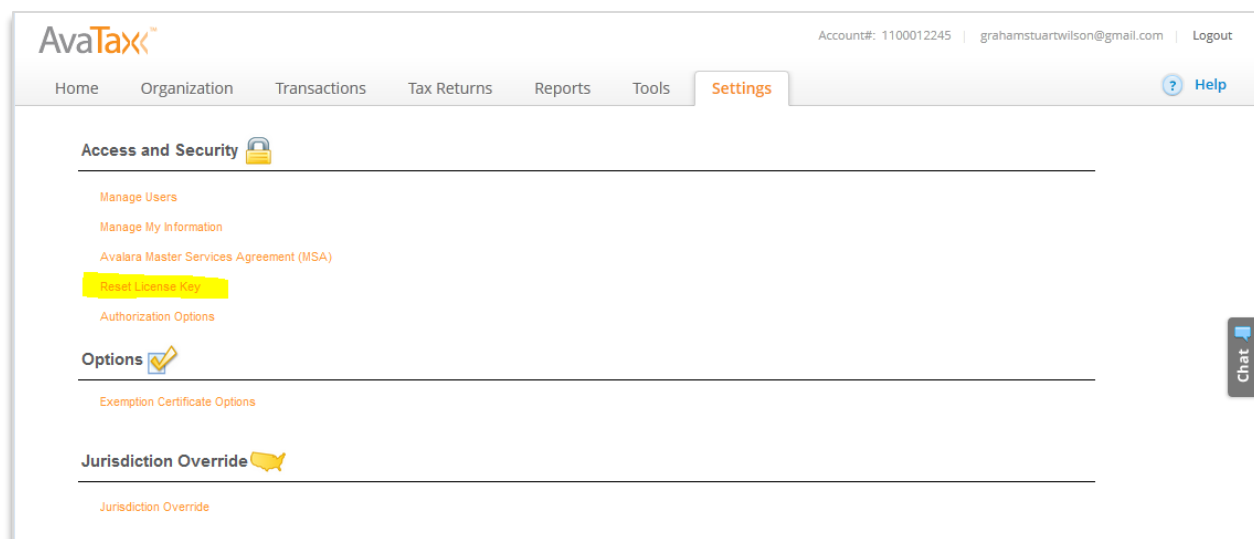 AvaTax
Account#: 1100012245 | grahamstuartwilson@gmail.com | Logout
Home Organization Transactions Tax Returns Reports Tools Settings ? Help
Access and Security
Manage Users
Manage My Information
Avalara Master Services Agreement (MSA)
Reset License Key
Authorization Options
Options
Exemption Certificate Options
Jurisdiction Override
Jurisdiction Override
Chat